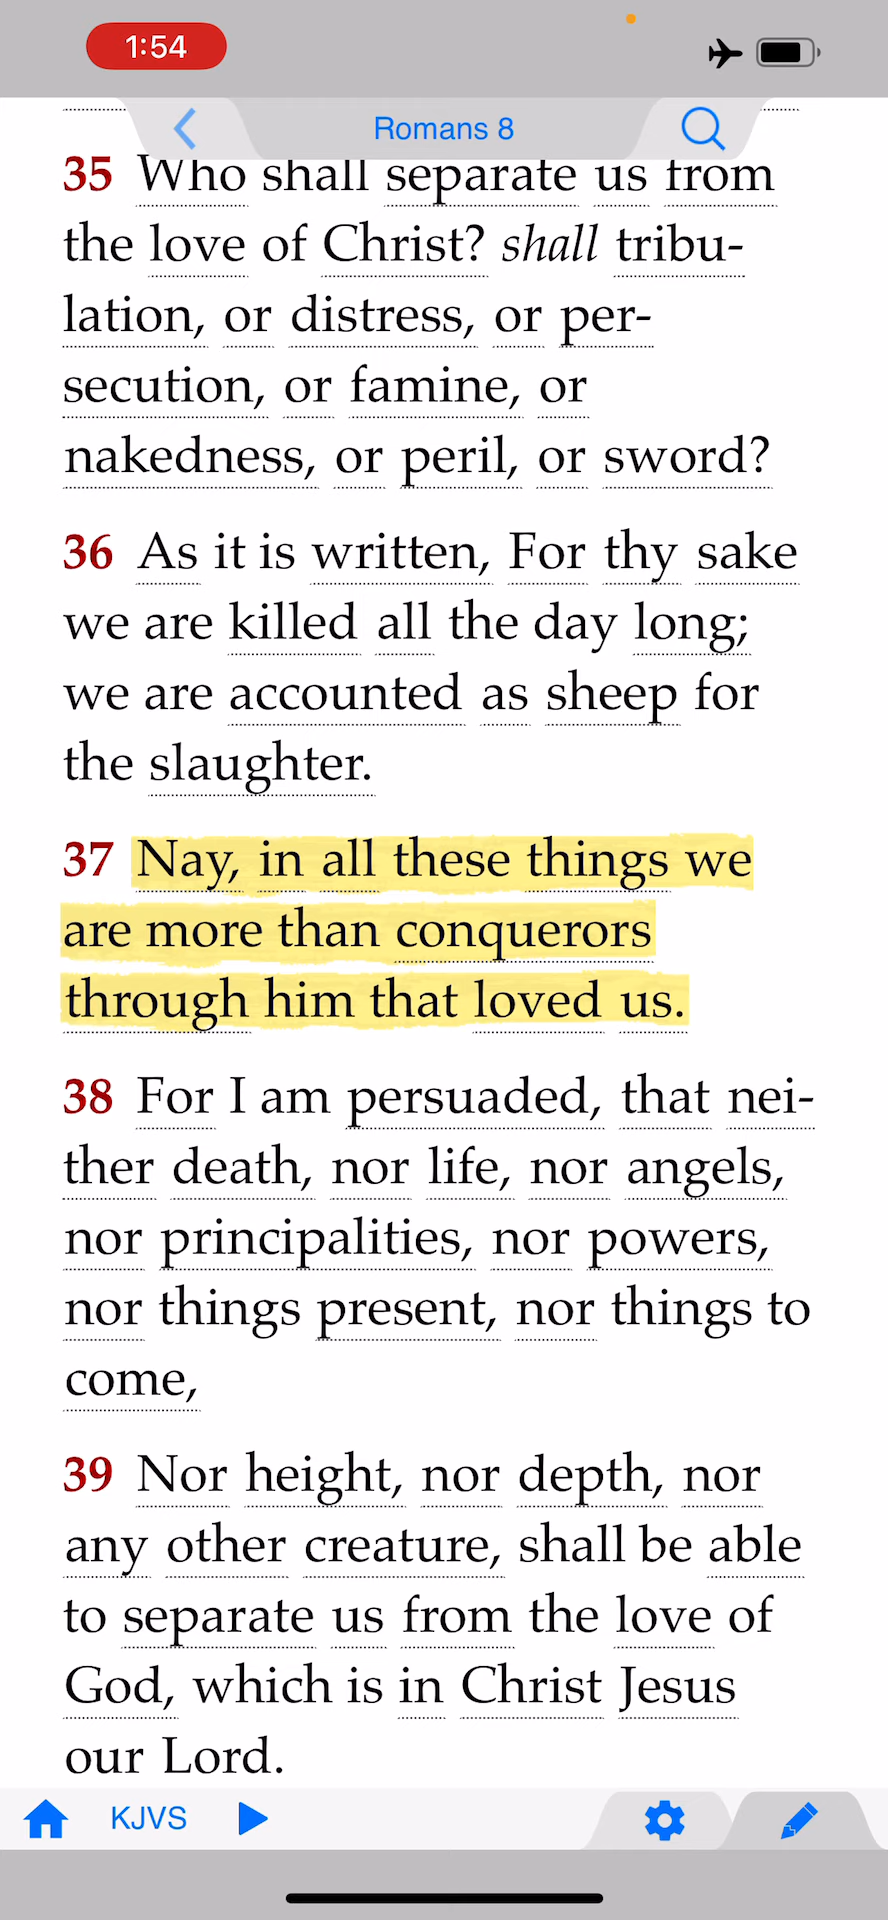 1:54
Romans 8
35 Who shall separate us from
the love of Christ? shall tribu-
lation, or distress, or per-
secution, or famine, or
nakedness, or peril, or sword?
36 As it is written, For thy sake
we are killed all the day long;
we are accounted as sheep for
the slaughter.
37 Nay, in all these things we
are more than conquerors
through him that loved us.
38 For I am persuaded, that nei-
ther death, nor life, nor angels,
nor principalities, nor powers,
nor things present, nor things to
come,
39 Nor height, nor depth, nor
any other creature, shall be able
to separate us from the love of
God, which is in Christ Jesus
our Lord.
KJVS